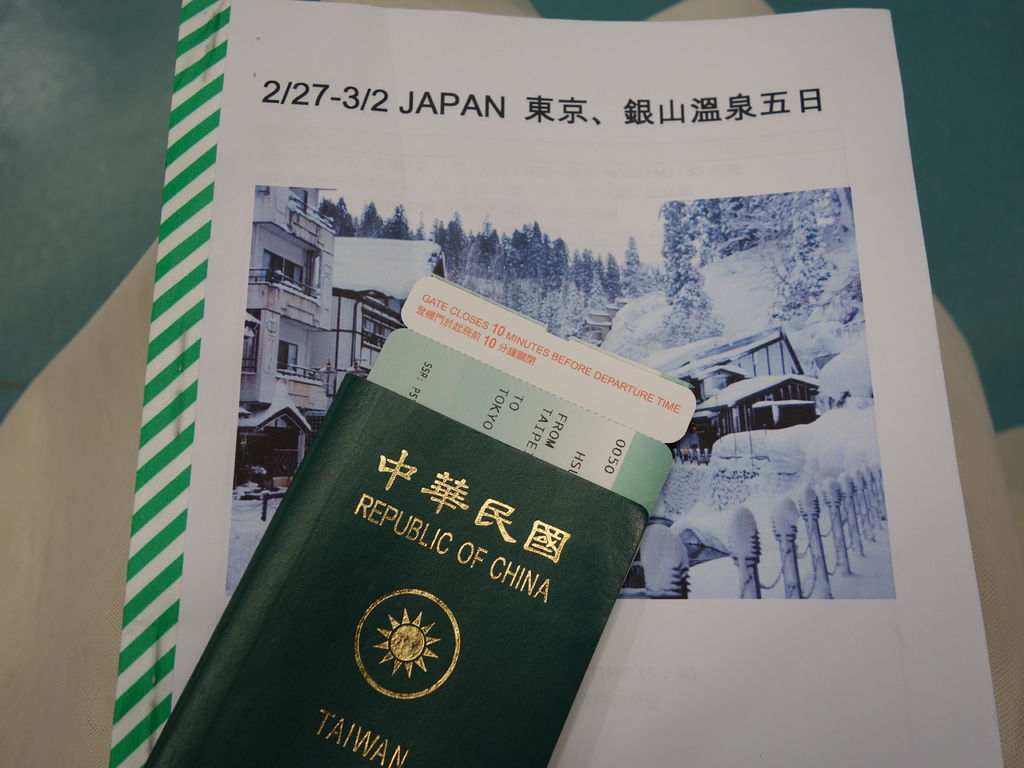 2/27-3/2 JAPAN 東京、銀山溫泉五日
GATE CLOSES 10 MINUTES BEFORE DEPARTURE TIME
登機門於起飛前 10 分鐘關閉
0050
FROM
TAIPE
TO
TOKYO
SSR:
中華民國
REPUBLIC OF CHINA
TAIWAN